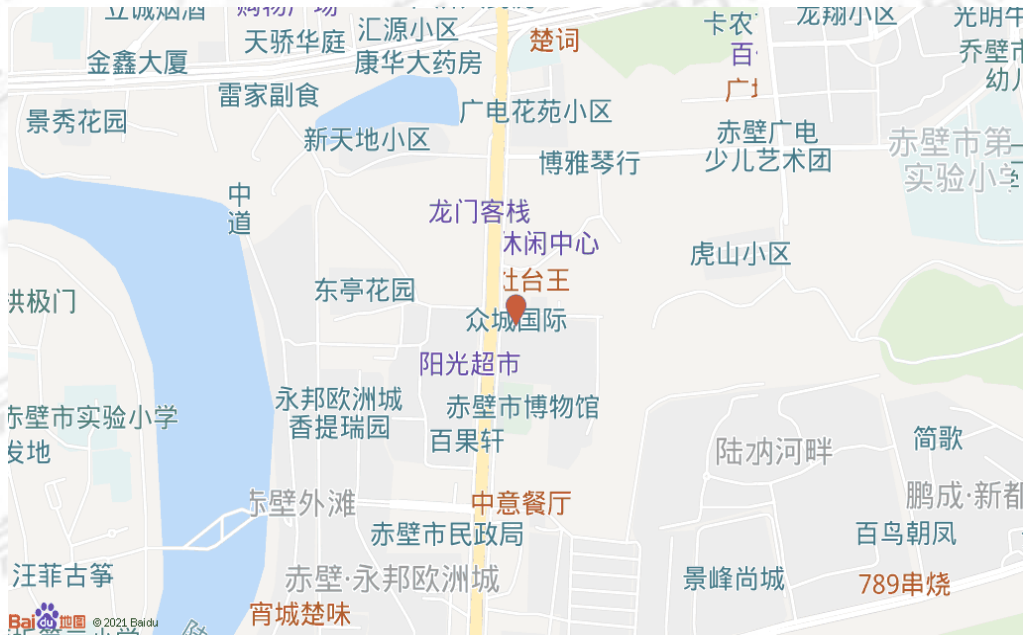 立诚烟酒
购物广场
汇源小区
天骄华庭
康华大药房
金鑫大厦
楚词
卡农
百
龙翔小区
光明牛
乔壁市
幼儿
雷家副食
景秀花园
新天地小区
广电花苑小区
博雅琴行
赤壁广电
少儿艺术团
赤壁市第一
实验小学
中
道
龙门客栈
休闲中心
灶台王
虎山小区
东亭花园
洪极门
众城国际
阳光超市
永邦欧洲城
香提瑞园
赤壁市博物馆
百果轩
赤壁市实验小学
发地
陆水河畔
简歌
鹏成·新都
赤壁外滩
中意餐厅
赤壁市民政局
百鸟朝凤
汪菲古筝
赤壁·永邦欧洲城
景峰尚城
789串烧
宵城楚味
Bai du 地图 © 2021 Baidu